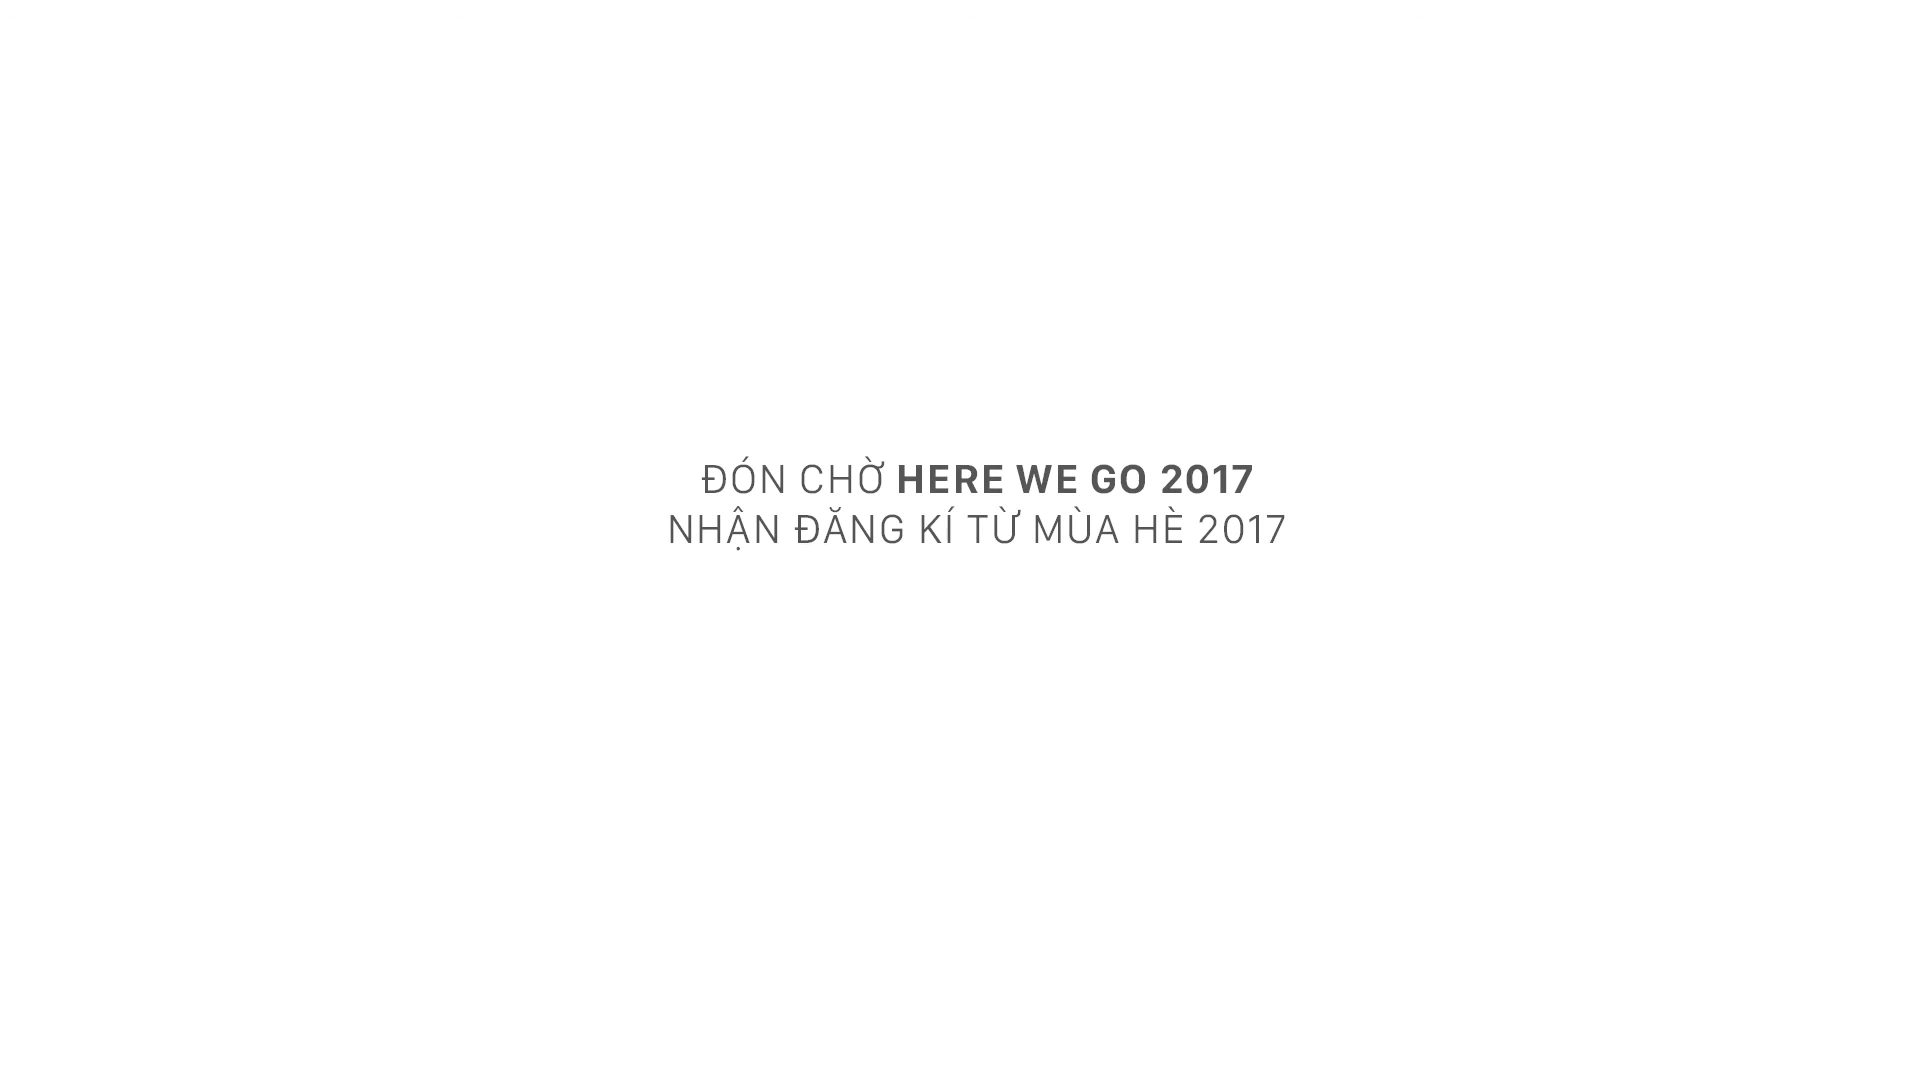 ĐÓN CHỜ HERE WE GO 2017
NHẬN ĐĂNG KÍ TỪ MÙA HÈ 2017